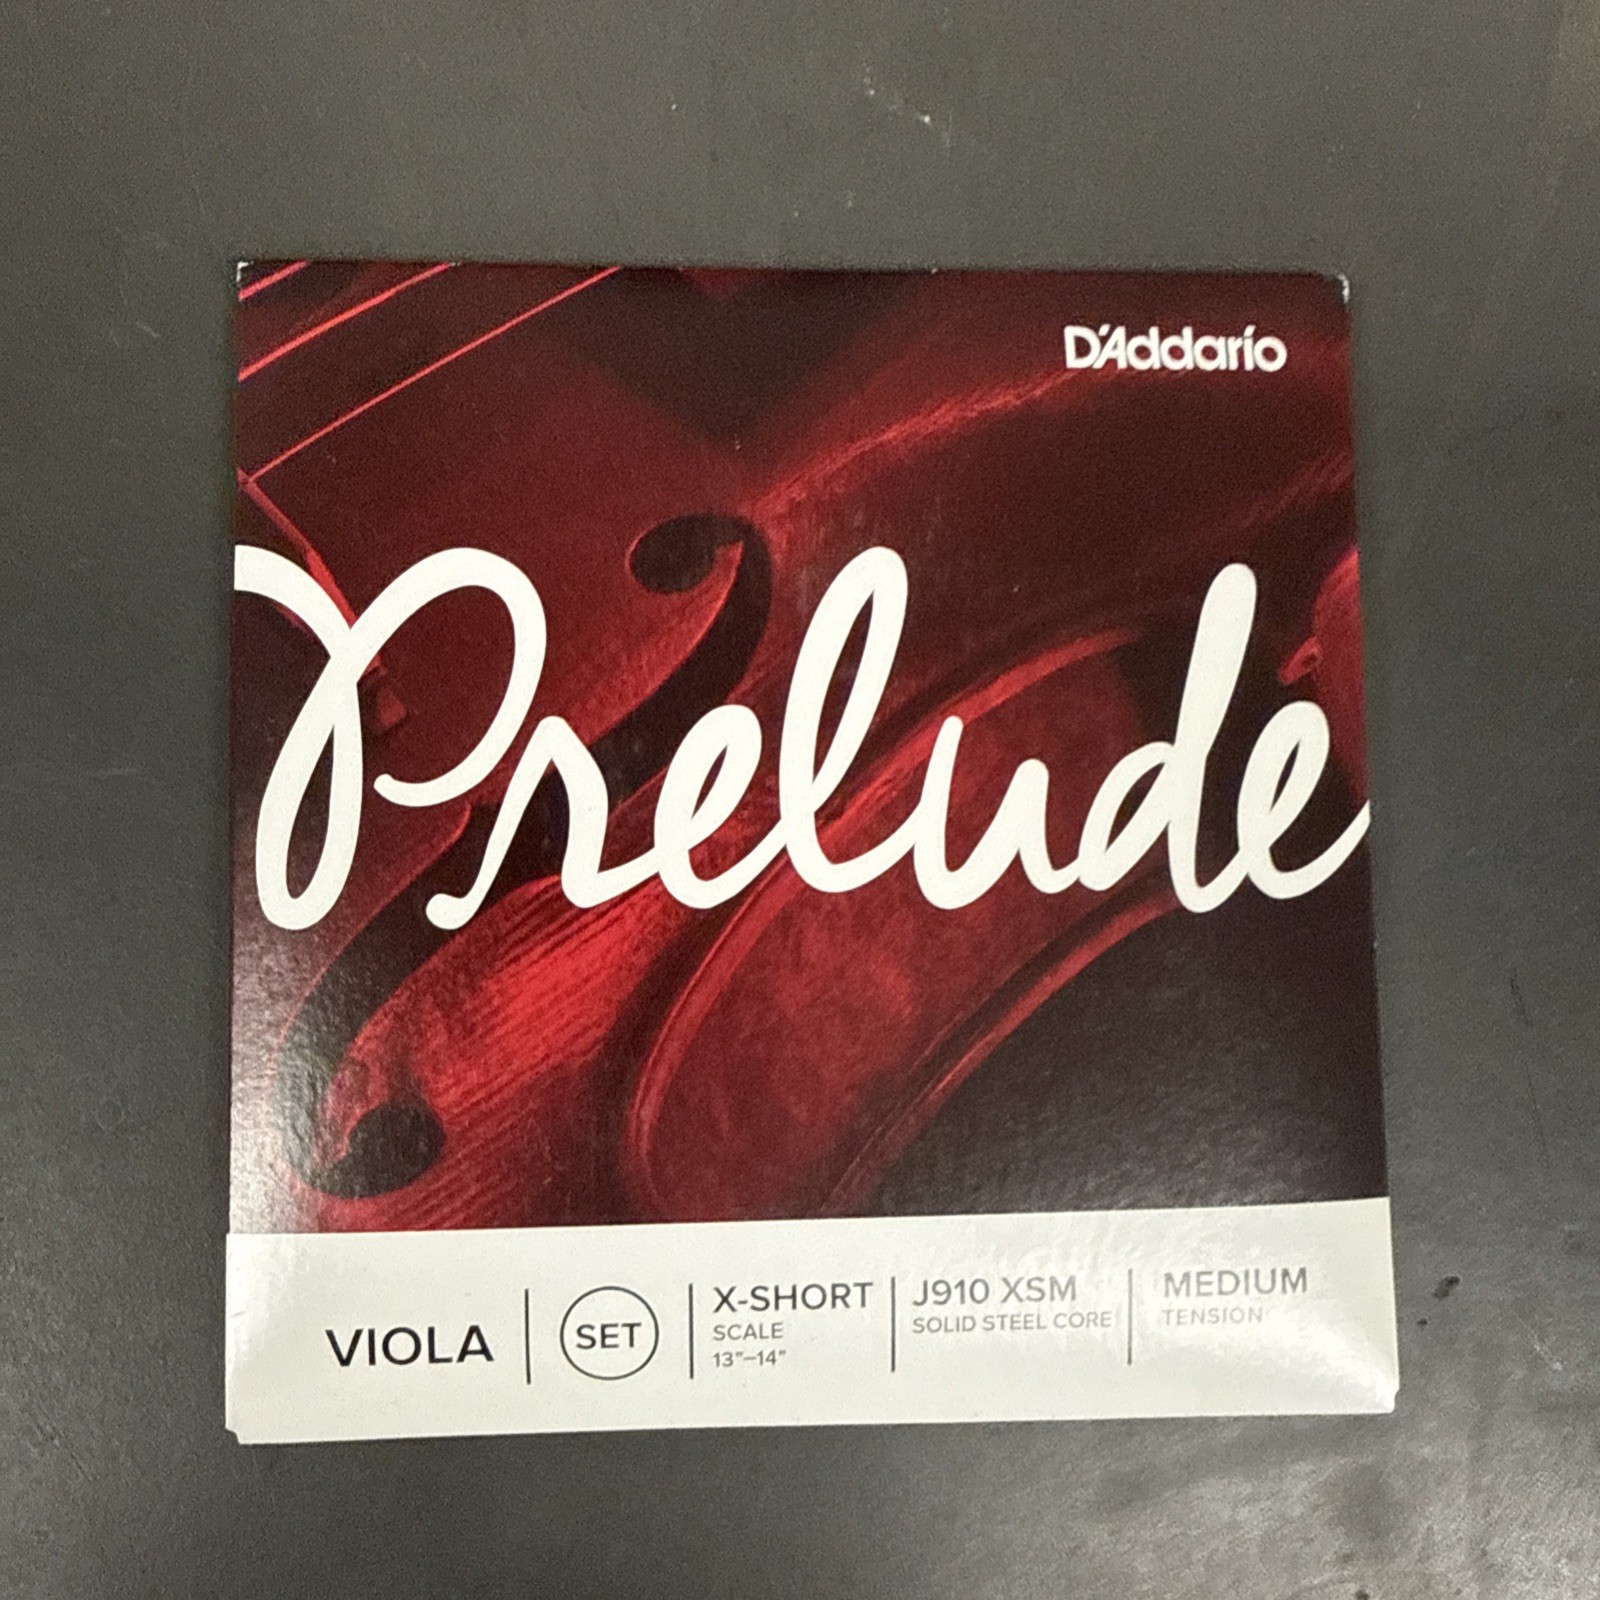 D'Addario
Prelude
VIOLA
SET
X-SHORT
SCALE
13"–14"
J910 XSM
SOLID STEEL CORE
MEDIUM
TENSION